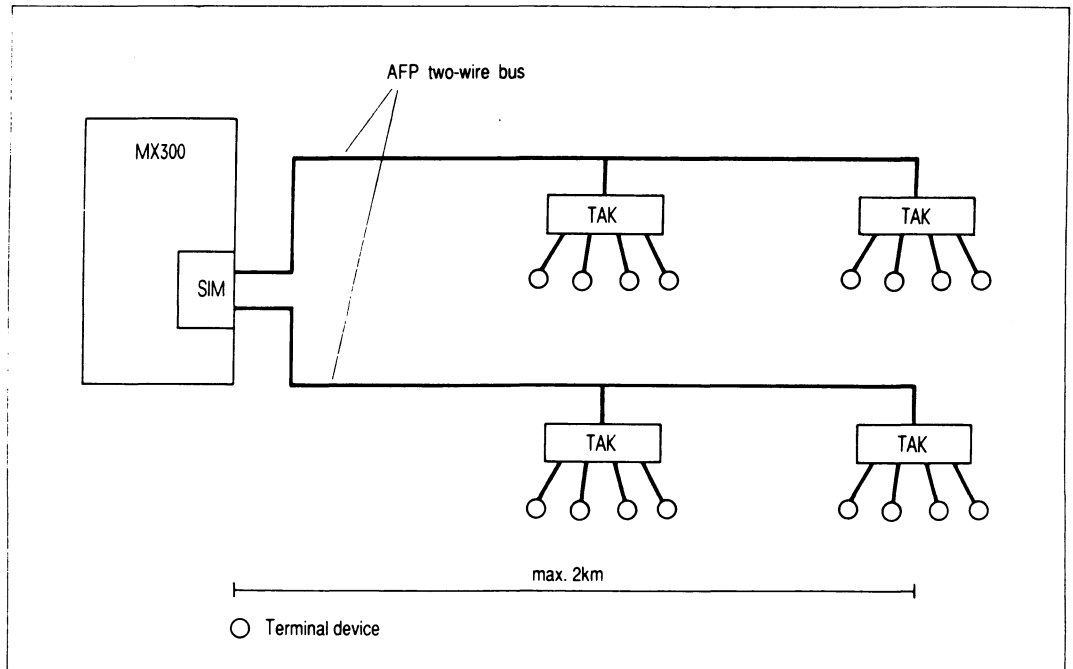 AFP two-wire bus
MX300
TAK
TAK
SIM
TAK
TAK
max. 2km
Terminal device